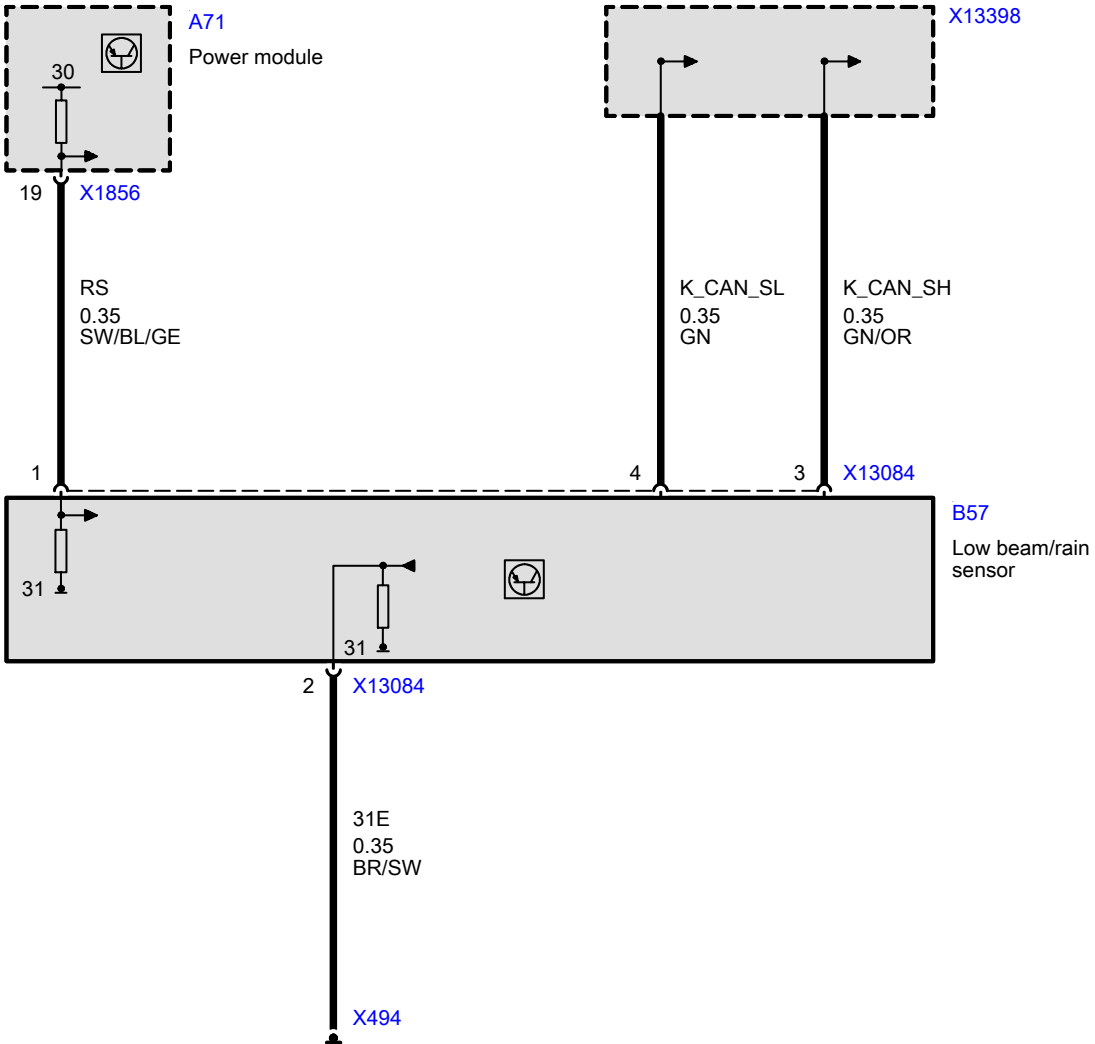 A71
X13398
Power module
30
19 X1856
RS
0.35
SW/BL/GE
K_CAN_SL
0.35
GN
K_CAN_SH
0.35
GN/OR
1
4
3 X13084
B57
Low beam/rain
sensor
31
31
2 X13084
31E
0.35
BR/SW
X494